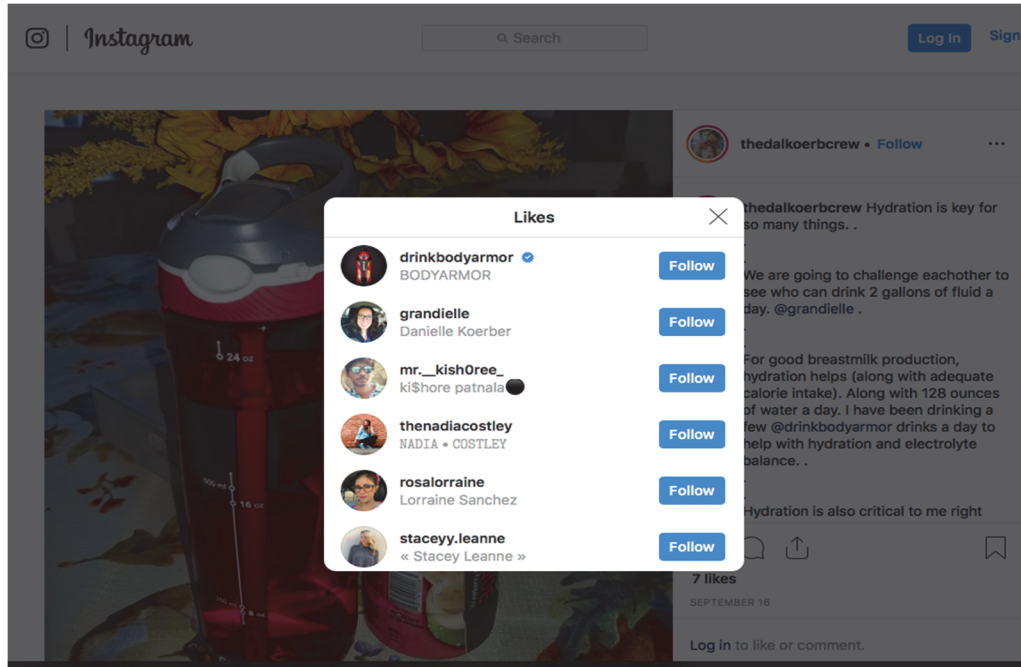 Instagram
Search
Log In
Sign
thedalkoerbcrew • Follow
...
Likes
drinkbodyarmor
BODYARMOR
Follow
grandielle
Danielle Koerber
Follow
mr.__kish0ree_
ki$hore patnala
Follow
thenadiacostley
NADIA • COSTLEY
Follow
rosalorraine
Lorraine Sanchez
Follow
staceyy.leanne
« Stacey Leanne »
Follow
thedalkoerbcrew Hydration is key for
so many things. .
.
We are going to challenge eachother to
see who can drink 2 gallons of fluid a
day. @grandielle .
.
For good breastmilk production,
hydration helps (along with adequate
calorie intake). Along with 128 ounces
of water a day. I have been drinking a
few @drinkbodyarmor drinks a day to
help with hydration and electrolyte
balance. .
.
Hydration is also critical to me right
7 likes
SEPTEMBER 16
Log in to like or comment.
24 oz
500 ml
16 oz
8 oz